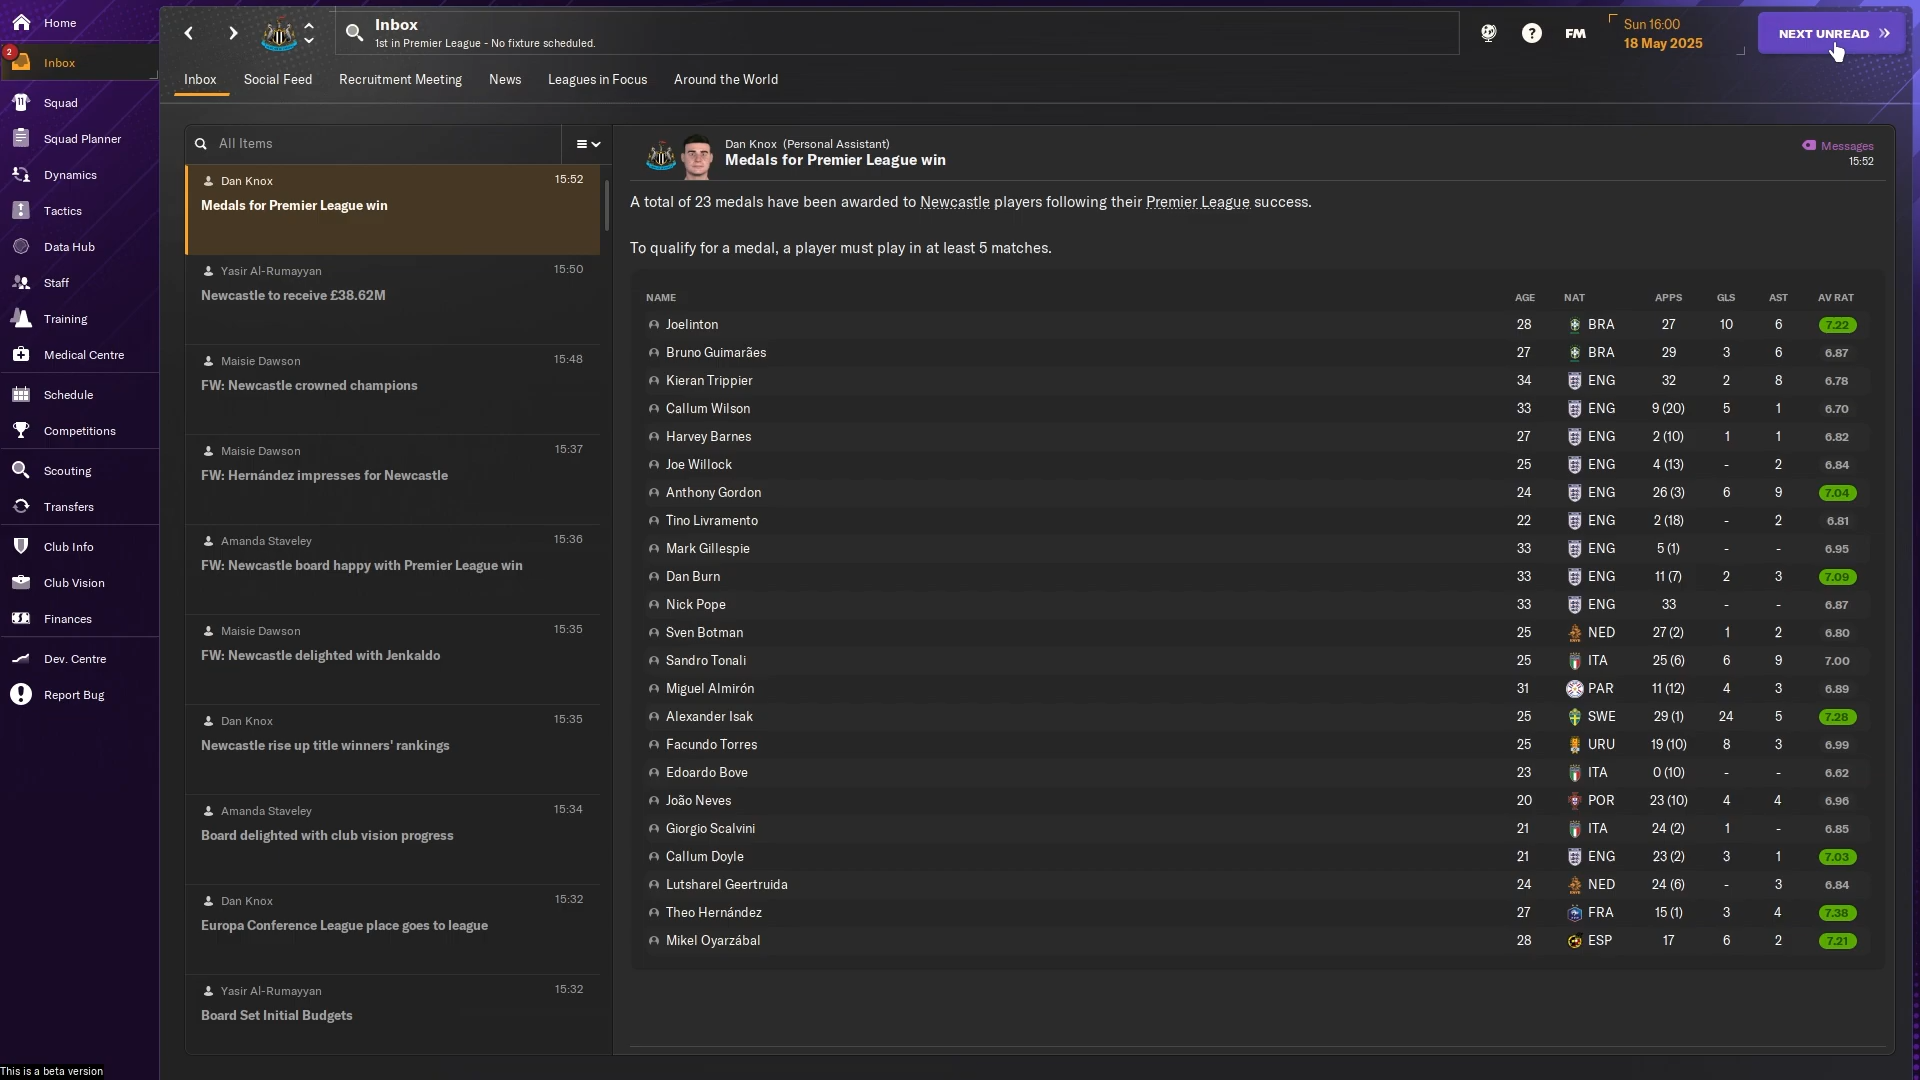 Home
2
Inbox
Squad
Squad Planner
Dynamics
Tactics
Data Hub
Staff
Training
Medical Centre
Schedule
Competitions
Scouting
Transfers
Club Info
Club Vision
Finances
Dev. Centre
Report Bug
This is a beta version
Inbox
1st in Premier League - No fixture scheduled.
FM
Sun 16:00
18 May 2025
NEXT UNREAD
Inbox Social Feed Recruitment Meeting News Leagues in Focus Around the World
All Items
Dan Knox 15:52
Medals for Premier League win
Yasir Al-Rumayyan 15:50
Newcastle to receive £38.62M
Maisie Dawson 15:48
FW: Newcastle crowned champions
Maisie Dawson 15:37
FW: Hernández impresses for Newcastle
Amanda Staveley 15:36
FW: Newcastle board happy with Premier League win
Maisie Dawson 15:35
FW: Newcastle delighted with Jenkaldo
Dan Knox 15:35
Newcastle rise up title winners' rankings
Amanda Staveley 15:34
Board delighted with club vision progress
Dan Knox 15:32
Europa Conference League place goes to league
Yasir Al-Rumayyan 15:32
Board Set Initial Budgets
Dan Knox (Personal Assistant)
Medals for Premier League win
Messages
15:52
A total of 23 medals have been awarded to Newcastle players following their Premier League success.
To qualify for a medal, a player must play in at least 5 matches.
NAME AGE NAT APPS GLS AST AV RAT
Joelinton 28 BRA 27 10 6 7.22
Bruno Guimarães 27 BRA 29 3 6 6.87
Kieran Trippier 34 ENG 32 2 8 6.78
Callum Wilson 33 ENG 9 (20) 5 1 6.70
Harvey Barnes 27 ENG 2 (10) 1 1 6.82
Joe Willock 25 ENG 4 (13) - 2 6.84
Anthony Gordon 24 ENG 26 (3) 6 9 7.04
Tino Livramento 22 ENG 2 (18) - 2 6.81
Mark Gillespie 33 ENG 5 (1) - - 6.95
Dan Burn 33 ENG 11 (7) 2 3 7.09
Nick Pope 33 ENG 33 - - 6.87
Sven Botman 25 NED 27 (2) 1 2 6.80
Sandro Tonali 25 ITA 25 (6) 6 9 7.00
Miguel Almirón 31 PAR 11 (12) 4 3 6.89
Alexander Isak 25 SWE 29 (1) 24 5 7.28
Facundo Torres 25 URU 19 (10) 8 3 6.99
Edoardo Bove 23 ITA 0 (10) - - 6.62
João Neves 20 POR 23 (10) 4 4 6.96
Giorgio Scalvini 21 ITA 24 (2) 1 - 6.85
Callum Doyle 21 ENG 23 (2) 3 1 7.03
Lutsharel Geertruida 24 NED 24 (6) - 3 6.84
Theo Hernández 27 FRA 15 (1) 3 4 7.38
Mikel Oyarzábal 28 ESP 17 6 2 7.21